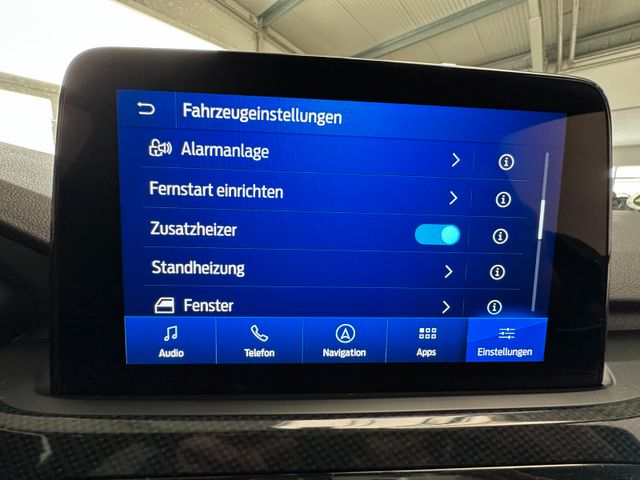 Fahrzeugeinstellungen
Alarmanlage
Fernstart einrichten
Zusatzheizer
Standheizung
Fenster
Audio Telefon Navigation Apps Einstellungen